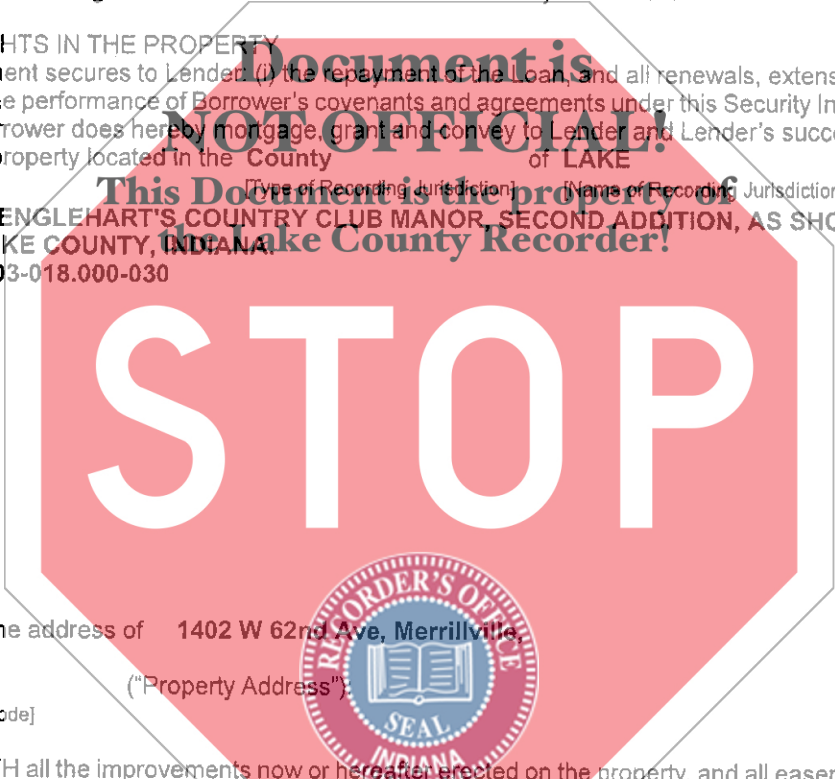 HTS IN THE PROPERTY
ent secures to Lender: (i) the repayment of the Loan, and all renewals, extens
e performance of Borrower's covenants and agreements under this Security In
rower does hereby mortgage, grant and convey to Lender and Lender's succe
roperty located in the County of LAKE
[Type of Recording Jurisdiction] [Name of Recording Jurisdiction
ENGLEHART'S COUNTRY CLUB MANOR, SECOND ADDITION, AS SHO
KE COUNTY, INDIANA.
03-018.000-030
Document is
NOT OFFICIAL!
This Document is the property of
the Lake County Recorder!
STOP
ne address of 1402 W 62nd Ave, Merrillville,
("Property Address"):
ode]
RECORDER'S OFFICE
SEAL
INDIANA
TH all the improvements now or hereafter erected on the property, and all ease